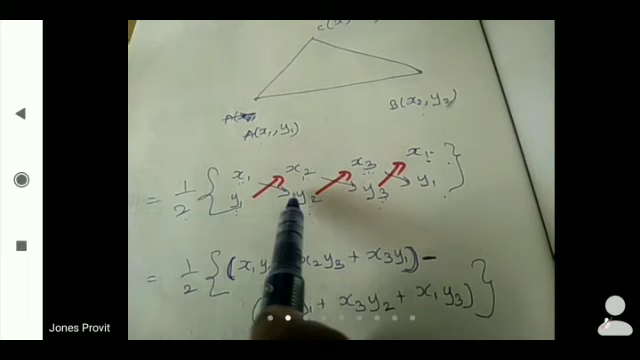 A(x₁, y₁)
B(x₂, y₂)
= 1/2 { x₁ x₂ x₃ x₁
y₁ y₂ y₃ y₁ }
= 1/2 { (x₁y x₂y₃ + x₃y₁) −
( + x₃y₂ + x₁y₃) }
Jones Provit